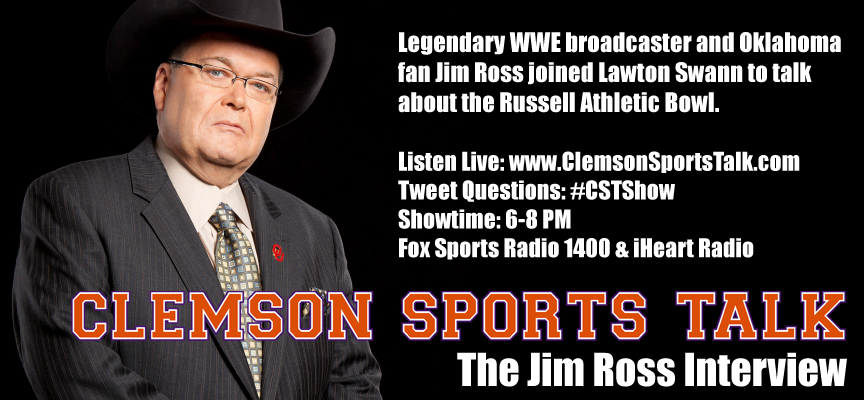 Legendary WWE broadcaster and Oklahoma
fan Jim Ross joined Lawton Swann to talk
about the Russell Athletic Bowl.
Listen Live: www.ClemsonSportsTalk.com
Tweet Questions: #CSTShow
Showtime: 6-8 PM
Fox Sports Radio 1400 & iHeart Radio
CLEMSON SPORTS TALK
The Jim Ross Interview